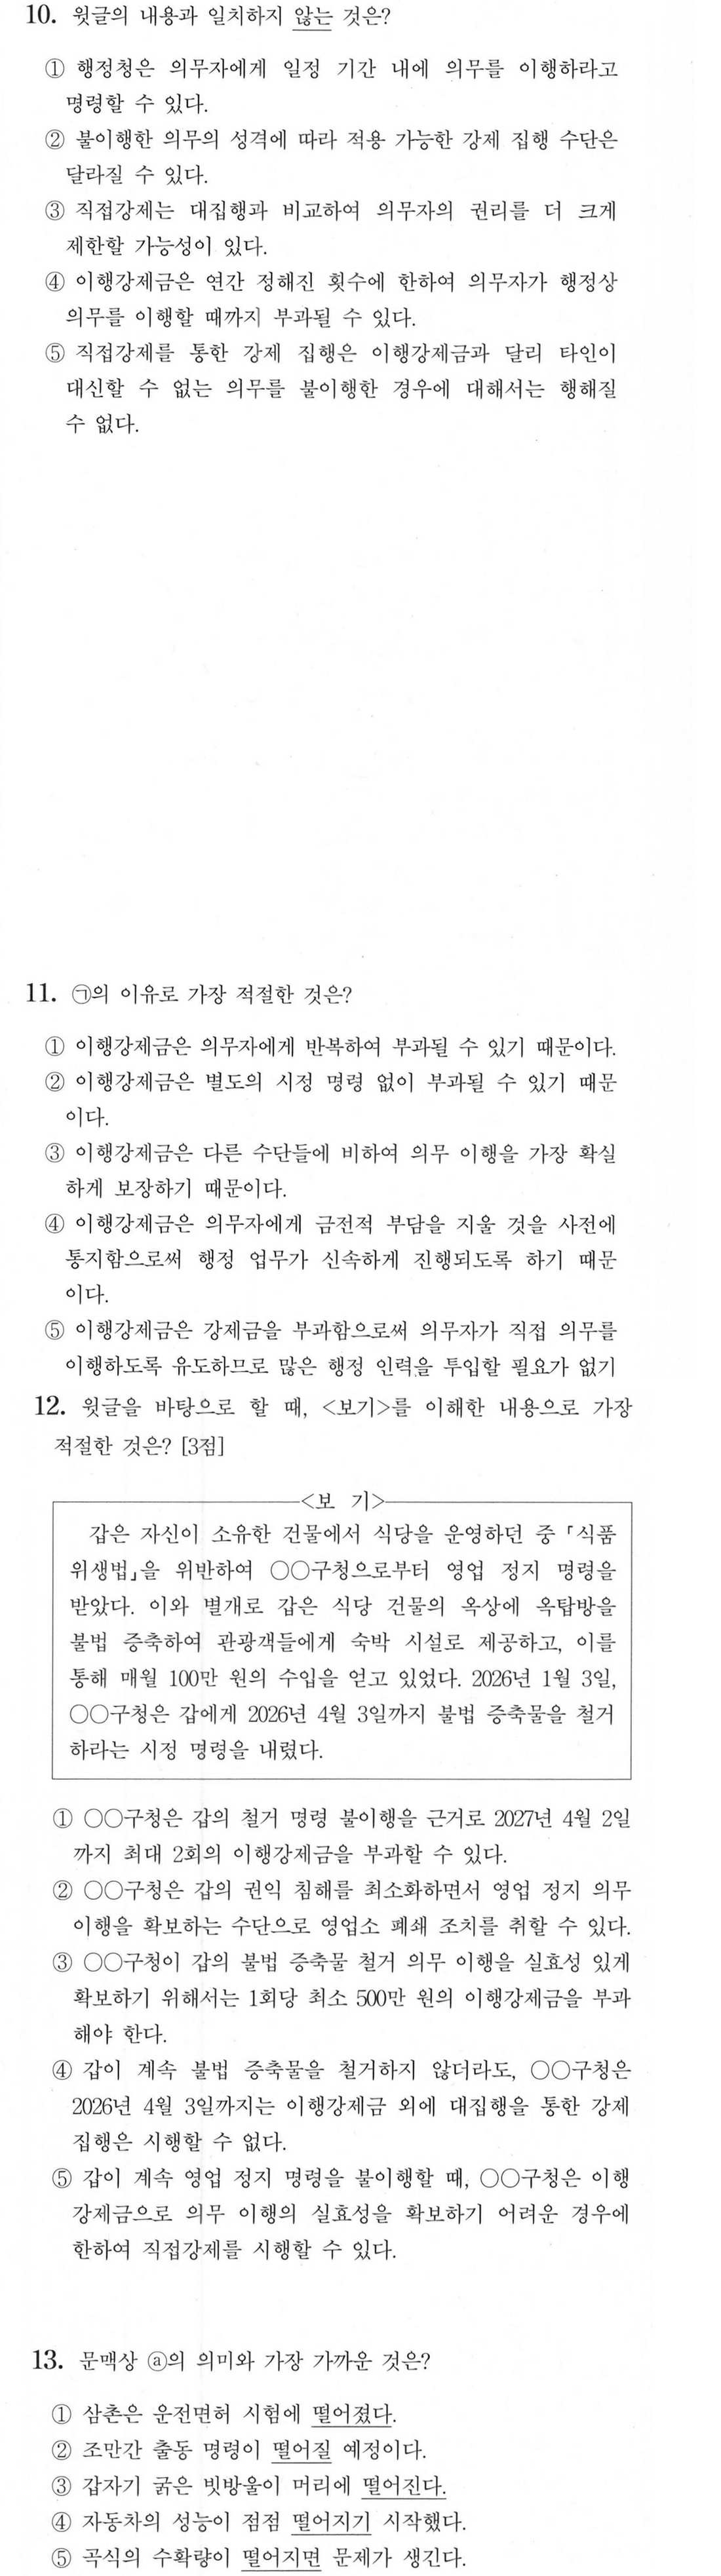 10. 윗글의 내용과 일치하지 않는 것은?
① 행정청은 의무자에게 일정 기간 내에 의무를 이행하라고
명령할 수 있다.
② 불이행한 의무의 성격에 따라 적용 가능한 강제 집행 수단은
달라질 수 있다.
③ 직접강제는 대집행과 비교하여 의무자의 권리를 더 크게
제한할 가능성이 있다.
④ 이행강제금은 연간 정해진 횟수에 한하여 의무자가 행정상
의무를 이행할 때까지 부과될 수 있다.
⑤ 직접강제를 통한 강제 집행은 이행강제금과 달리 타인이
대신할 수 없는 의무를 불이행한 경우에 대해서는 행해질
수 없다.
11. ㉠의 이유로 가장 적절한 것은?
① 이행강제금은 의무자에게 반복하여 부과될 수 있기 때문이다.
② 이행강제금은 별도의 시정 명령 없이 부과될 수 있기 때문
이다.
③ 이행강제금은 다른 수단들에 비하여 의무 이행을 가장 확실
하게 보장하기 때문이다.
④ 이행강제금은 의무자에게 금전적 부담을 지울 것을 사전에
통지함으로써 행정 업무가 신속하게 진행되도록 하기 때문
이다.
⑤ 이행강제금은 강제금을 부과함으로써 의무자가 직접 의무를
이행하도록 유도하므로 많은 행정 인력을 투입할 필요가 없기
12. 윗글을 바탕으로 할 때, <보기>를 이해한 내용으로 가장
적절한 것은? [3점]
<보 기>
갑은 자신이 소유한 건물에서 식당을 운영하던 중 「식품
위생법」을 위반하여 ○○구청으로부터 영업 정지 명령을
받았다. 이와 별개로 갑은 식당 건물의 옥상에 옥탑방을
불법 증축하여 관광객들에게 숙박 시설로 제공하고, 이를
통해 매월 100만 원의 수입을 얻고 있었다. 2026년 1월 3일,
○○구청은 갑에게 2026년 4월 3일까지 불법 증축물을 철거
하라는 시정 명령을 내렸다.
① ○○구청은 갑의 철거 명령 불이행을 근거로 2027년 4월 2일
까지 최대 2회의 이행강제금을 부과할 수 있다.
② ○○구청은 갑의 권익 침해를 최소화하면서 영업 정지 의무
이행을 확보하는 수단으로 영업소 폐쇄 조치를 취할 수 있다.
③ ○○구청이 갑의 불법 증축물 철거 의무 이행을 실효성 있게
확보하기 위해서는 1회당 최소 500만 원의 이행강제금을 부과
해야 한다.
④ 갑이 계속 불법 증축물을 철거하지 않더라도, ○○구청은
2026년 4월 3일까지는 이행강제금 외에 대집행을 통한 강제
집행은 시행할 수 없다.
⑤ 갑이 계속 영업 정지 명령을 불이행할 때, ○○구청은 이행
강제금으로 의무 이행의 실효성을 확보하기 어려운 경우에
한하여 직접강제를 시행할 수 있다.
13. 문맥상 ⓐ의 의미와 가장 가까운 것은?
① 삼촌은 운전면허 시험에 떨어졌다.
② 조만간 출동 명령이 떨어질 예정이다.
③ 갑자기 굵은 빗방울이 머리에 떨어진다.
④ 자동차의 성능이 점점 떨어지기 시작했다.
⑤ 곡식의 수확량이 떨어지면 문제가 생긴다.